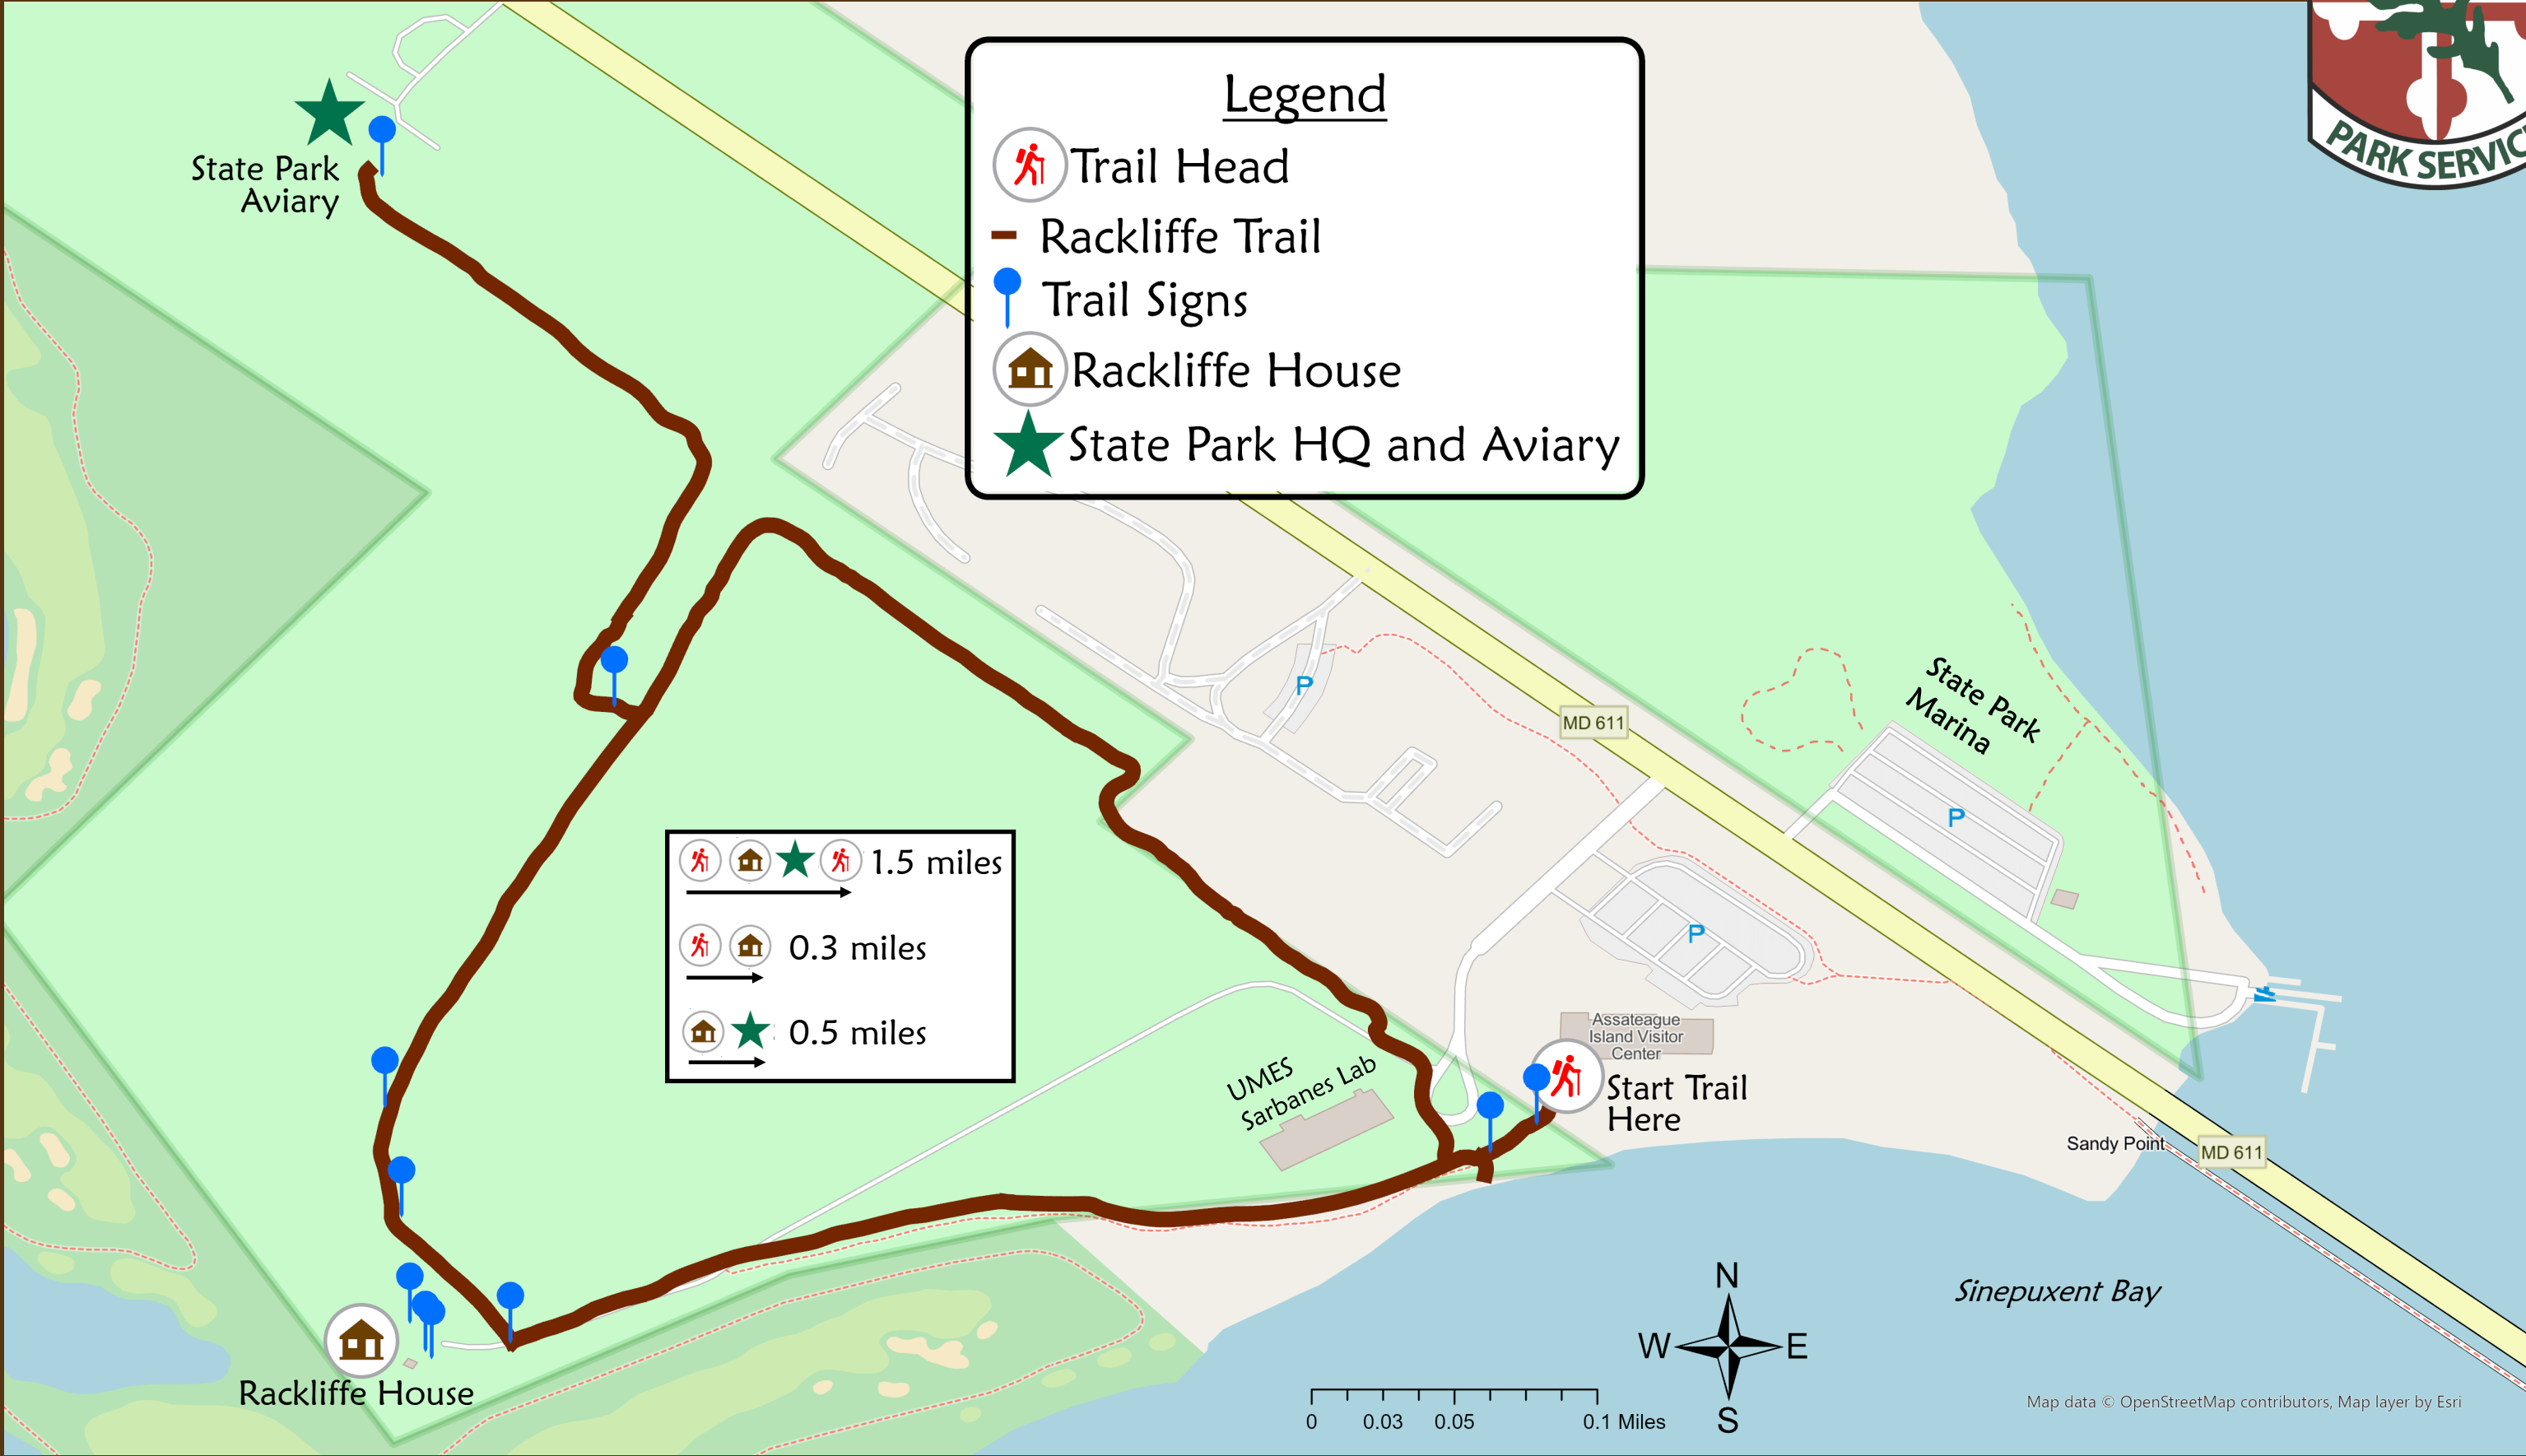 PARK SERVIC
Legend
Trail Head
Rackliffe Trail
Trail Signs
Rackliffe House
State Park HQ and Aviary
State Park
Aviary
P
MD 611
State Park
Marina
P
P
1.5 miles
0.3 miles
0.5 miles
Assateague
Island Visitor
Center
UMES
Sarbanes Lab
Start Trail
Here
Sandy Point
MD 611
Sinepuxent Bay
N
W E
S
Rackliffe House
0 0.03 0.05 0.1 Miles
Map data © OpenStreetMap contributors, Map layer by Esri